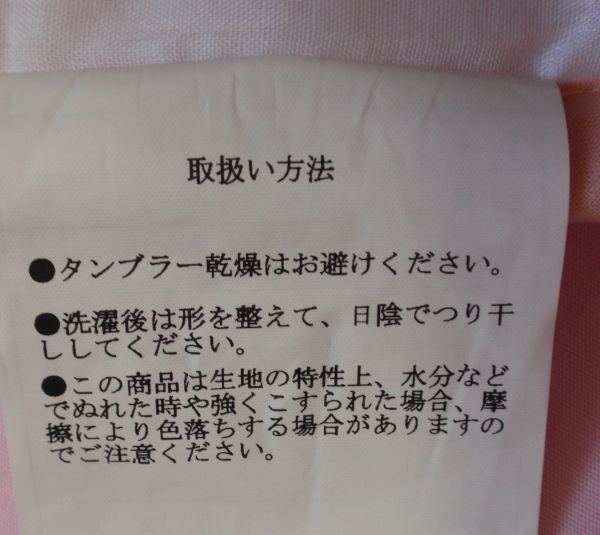 取扱い方法
●タンブラー乾燥はお避けください。
●洗濯後は形を整えて、日陰でつり干
ししてください。
●この商品は生地の特性上、水分など
でぬれた時や強くこすられた場合、摩
擦により色落ちする場合がありますの
でご注意ください。